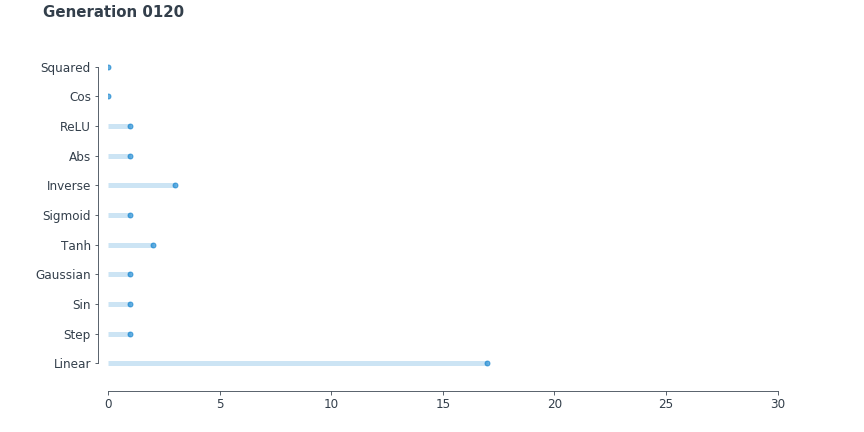 Generation 0120
Squared
Cos
ReLU
Abs
Inverse
Sigmoid
Tanh
Gaussian
Sin
Step
Linear
0 5 10 15 20 25 30